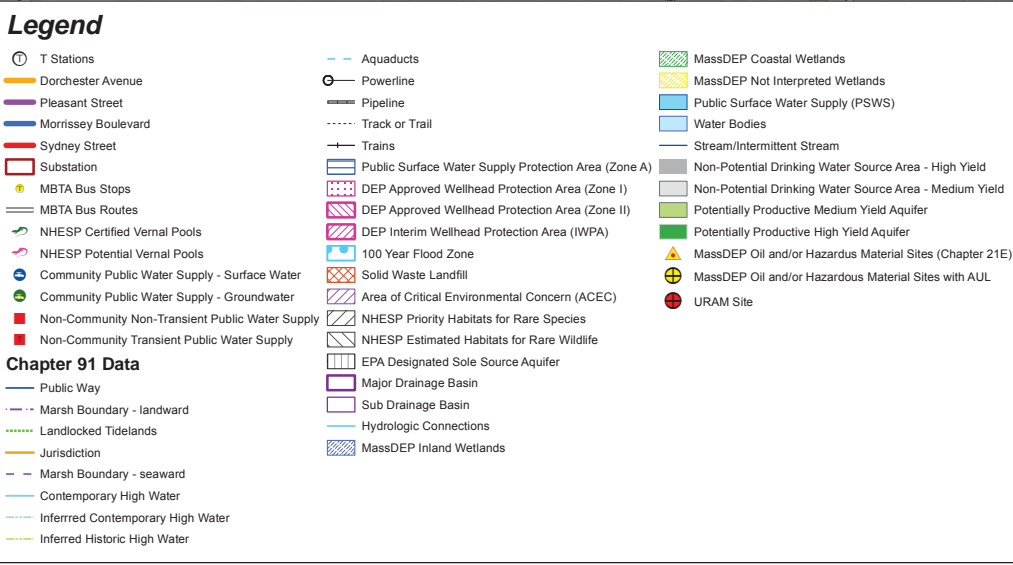 Legend
T T Stations
Dorchester Avenue
Pleasant Street
Morrissey Boulevard
Sydney Street
Substation
T MBTA Bus Stops
MBTA Bus Routes
NHESP Certified Vernal Pools
NHESP Potential Vernal Pools
Community Public Water Supply - Surface Water
Community Public Water Supply - Groundwater
Non-Community Non-Transient Public Water Supply
T Non-Community Transient Public Water Supply
Chapter 91 Data
Public Way
Marsh Boundary - landward
Landlocked Tidelands
Jurisdiction
Marsh Boundary - seaward
Contemporary High Water
Inferrred Contemporary High Water
Inferred Historic High Water
Aquaducts
Powerline
Pipeline
Track or Trail
Trains
Public Surface Water Supply Protection Area (Zone A)
DEP Approved Wellhead Protection Area (Zone I)
DEP Approved Wellhead Protection Area (Zone II)
DEP Interim Wellhead Protection Area (IWPA)
100 Year Flood Zone
Solid Waste Landfill
Area of Critical Environmental Concern (ACEC)
NHESP Priority Habitats for Rare Species
NHESP Estimated Habitats for Rare Wildlife
EPA Designated Sole Source Aquifer
Major Drainage Basin
Sub Drainage Basin
Hydrologic Connections
MassDEP Inland Wetlands
MassDEP Coastal Wetlands
MassDEP Not Interpreted Wetlands
Public Surface Water Supply (PSWS)
Water Bodies
Stream/Intermittent Stream
Non-Potential Drinking Water Source Area - High Yield
Non-Potential Drinking Water Source Area - Medium Yield
Potentially Productive Medium Yield Aquifer
Potentially Productive High Yield Aquifer
MassDEP Oil and/or Hazardus Material Sites (Chapter 21E)
MassDEP Oil and/or Hazardous Material Sites with AUL
URAM Site